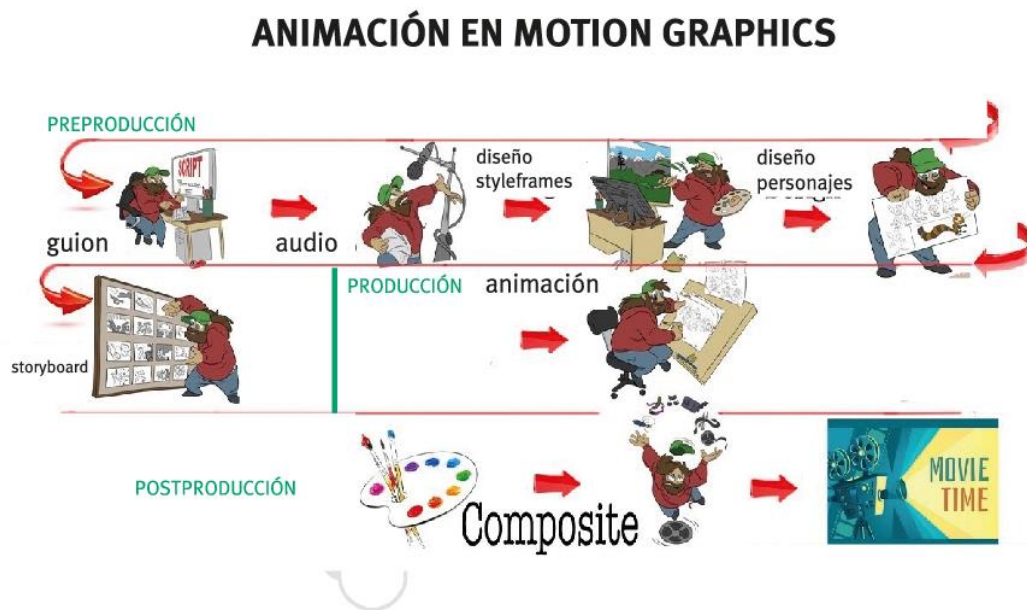 ANIMACIÓN EN MOTION GRAPHICS
PREPRODUCCIÓN
SCRIPT
guion
audio
diseño
styleframes
diseño
personajes
storyboard
PRODUCCIÓN
animación
POSTPRODUCCIÓN
Composite
MOVIE
TIME